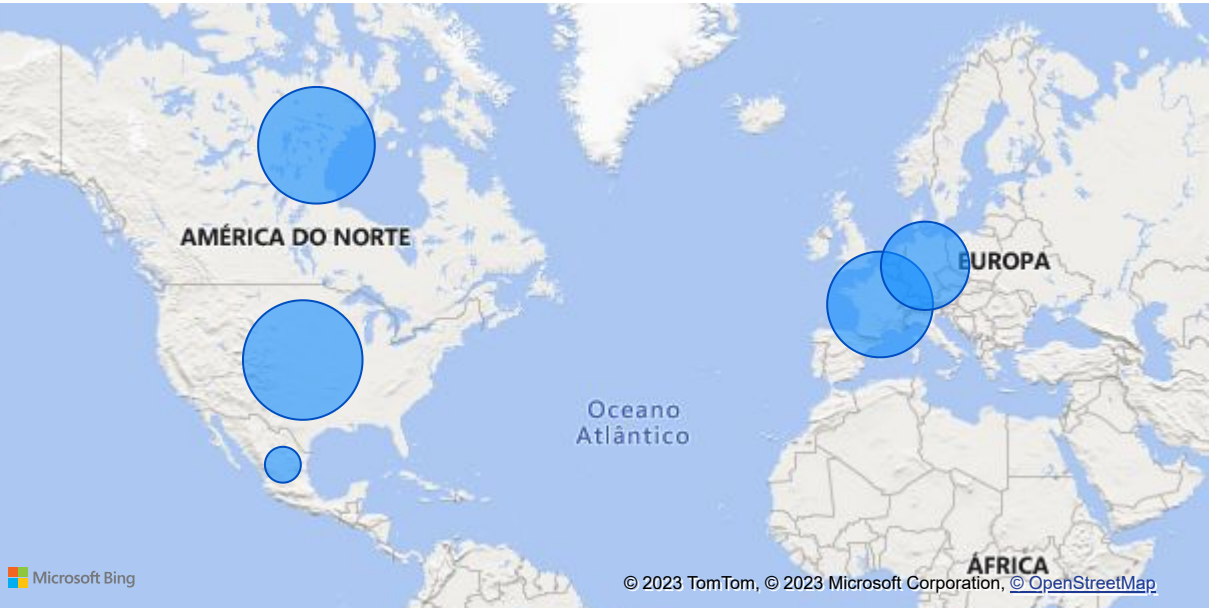 AMÉRICA DO NORTE
EUROPA
Oceano
Atlântico
ÁFRICA
Microsoft Bing
© 2023 TomTom, © 2023 Microsoft Corporation, © OpenStreetMap